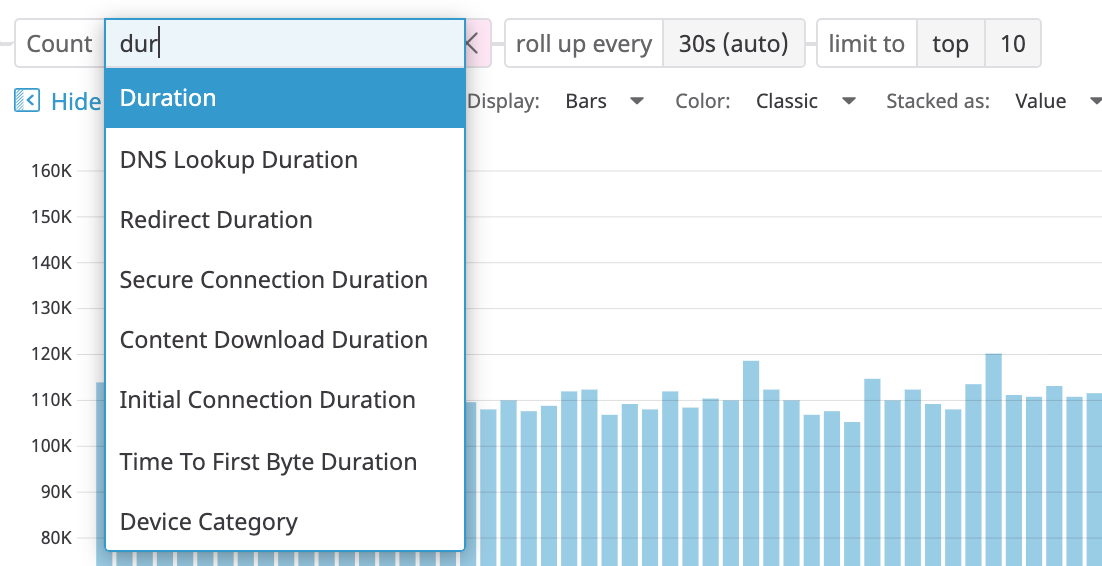 Count dur roll up every 30s (auto) limit to top 10
Hide Display: Bars Color: Classic Stacked as: Value
Duration
DNS Lookup Duration
Redirect Duration
Secure Connection Duration
Content Download Duration
Initial Connection Duration
Time To First Byte Duration
Device Category
160K
150K
140K
130K
120K
110K
100K
90K
80K